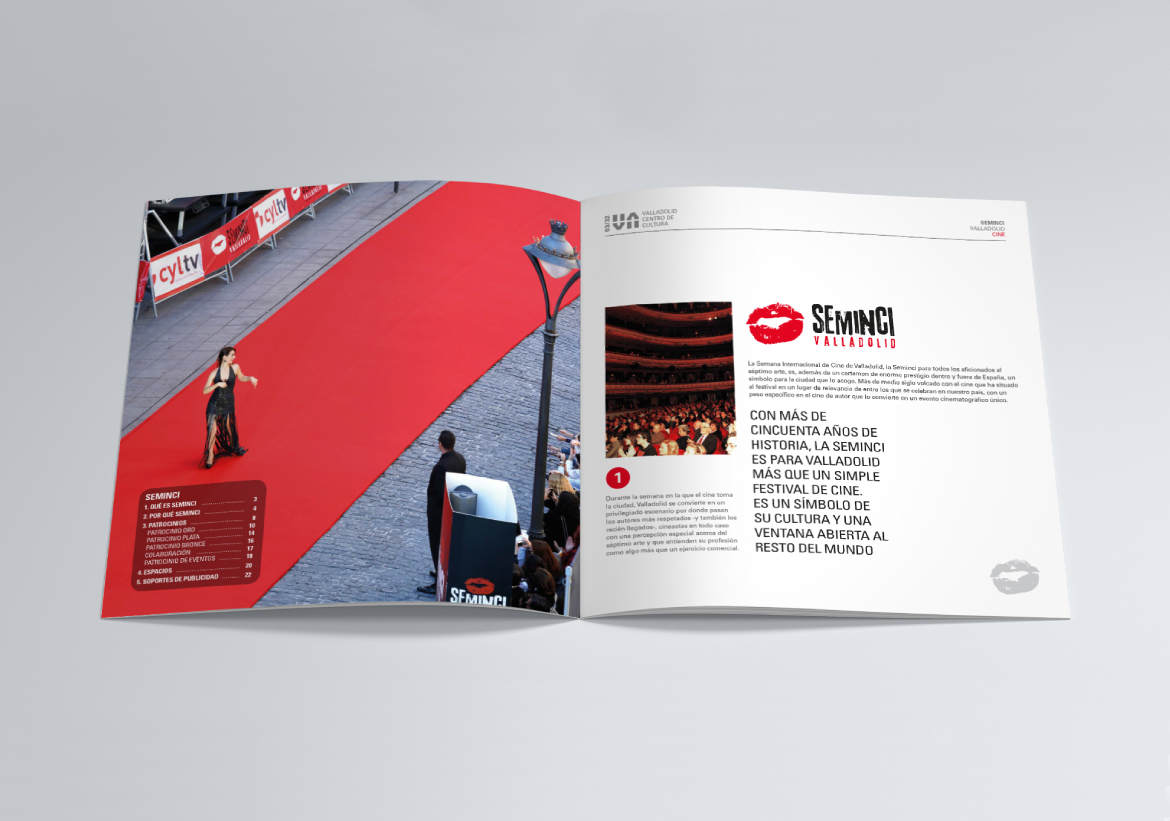 cyltv
SEMINCI
VALLADOLID
cyltv
SEMINCI
1. QUÉ ES SEMINCI 3
2. POR QUÉ SEMINCI 4
3. PATROCINIOS 8
PATROCINIO ORO 10
PATROCINIO PLATA 14
PATROCINIO BRONCE 16
COLABORACIÓN 17
PATROCINIO DE EVENTOS 18
4. ESPACIOS 20
5. SOPORTES DE PUBLICIDAD 22
SEMINCI
03/32
VA
VALLADOLID
CENTRO DE
CULTURA
SEMINCI
VALLADOLID
CINE
SEMINCI
VALLADOLID
La Semana Internacional de Cine de Valladolid, la Seminci para todos los aficionados al
séptimo arte, es, además de un certamen de enorme prestigio dentro y fuera de España, un
símbolo para la ciudad que lo acoge. Más de medio siglo volcado con el cine que ha situado
al festival en un lugar de relevancia de entre los que se celebran en nuestro país, con un
peso específico en el cine de autor que lo convierte en un evento cinematográfico único.
CON MÁS DE
CINCUENTA AÑOS DE
HISTORIA, LA SEMINCI
ES PARA VALLADOLID
MÁS QUE UN SIMPLE
FESTIVAL DE CINE.
ES UN SÍMBOLO DE
SU CULTURA Y UNA
VENTANA ABIERTA AL
RESTO DEL MUNDO
1
Durante la semana en la que el cine toma
la ciudad, Valladolid se convierte en un
privilegiado escenario por donde pasan
los autores más respetados -y también los
recién llegados-, cineastas en todo caso
con una percepción especial acerca del
séptimo arte y que entienden su profesión
como algo más que un ejercicio comercial.